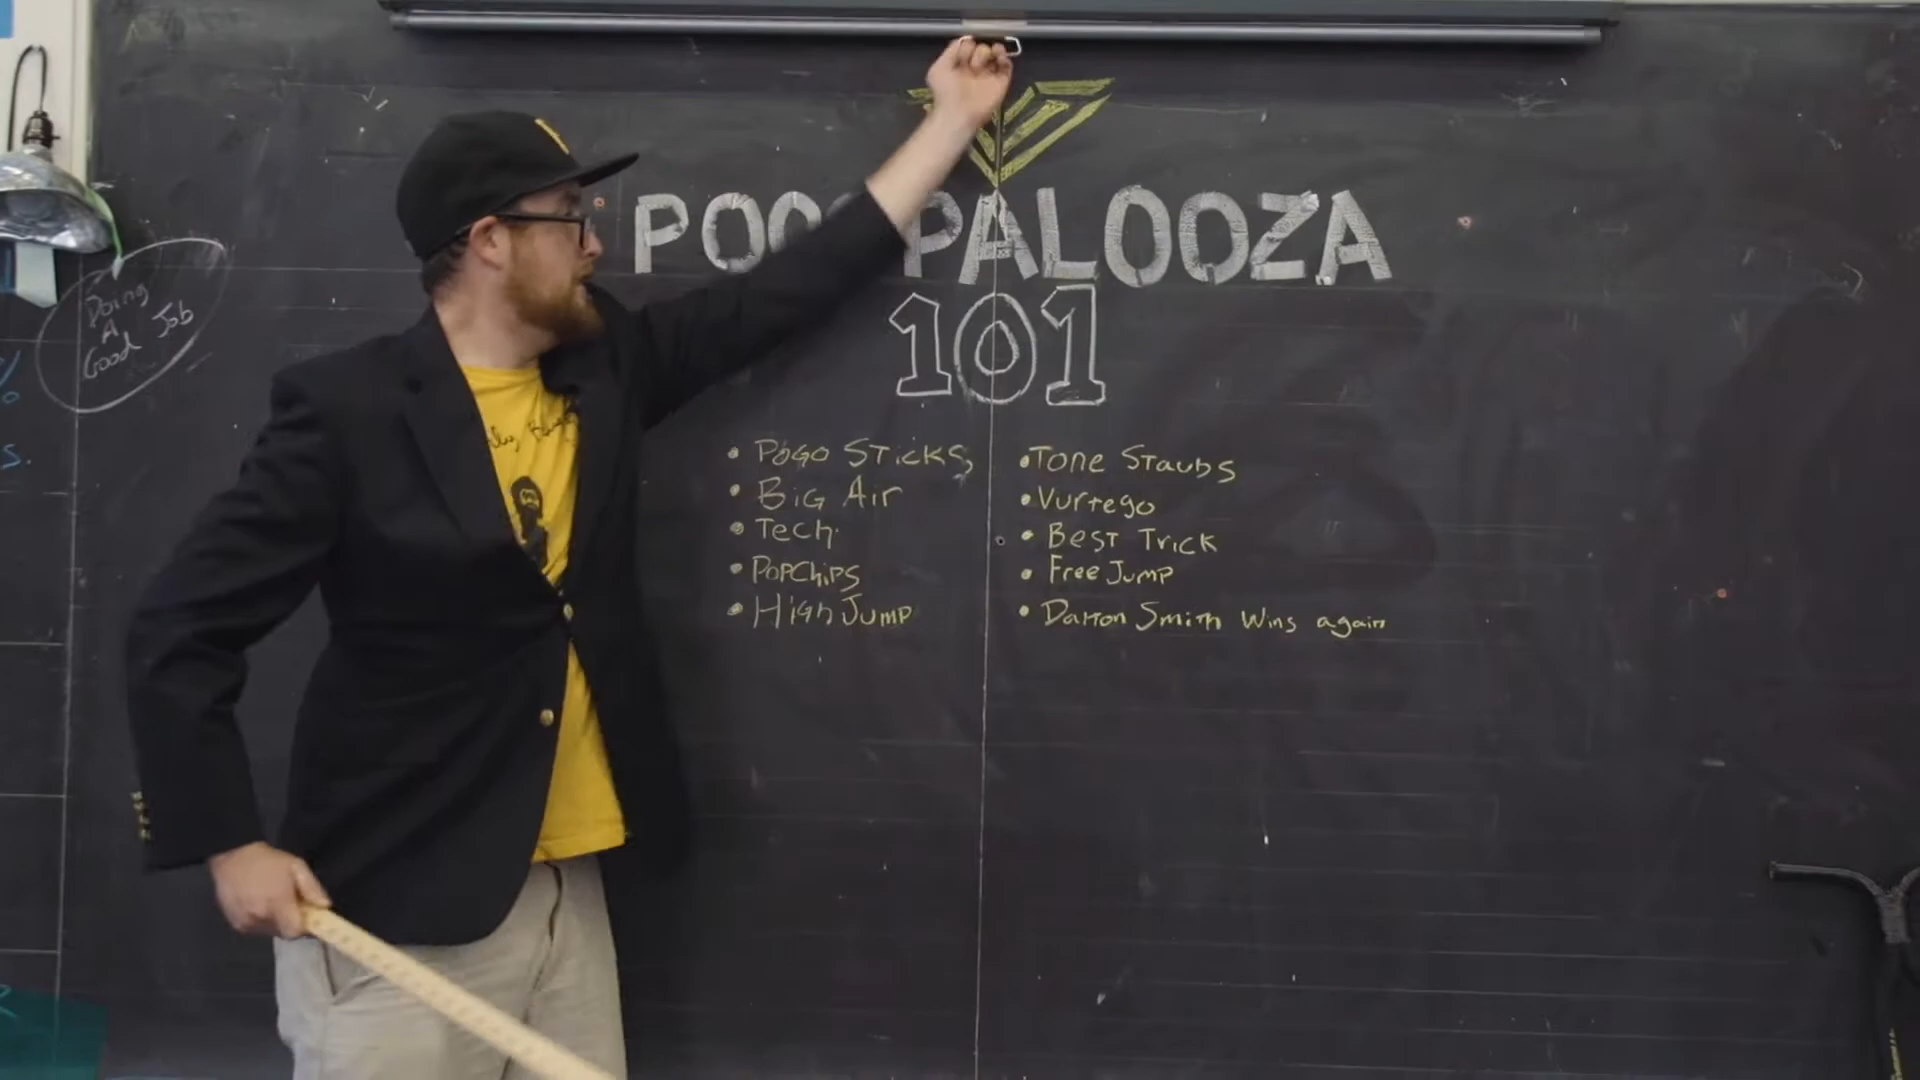 POG PALOOZA
101
Doing
A
Good Job
• POGO STICKS
• BIG AIR
• Tech
• POPCHIPS
• HIGH JUMP
• Tone Staubs
• Vurtego
• BEST TRICK
• Free JUMP
• Dalton Smith Wins again
%
S.